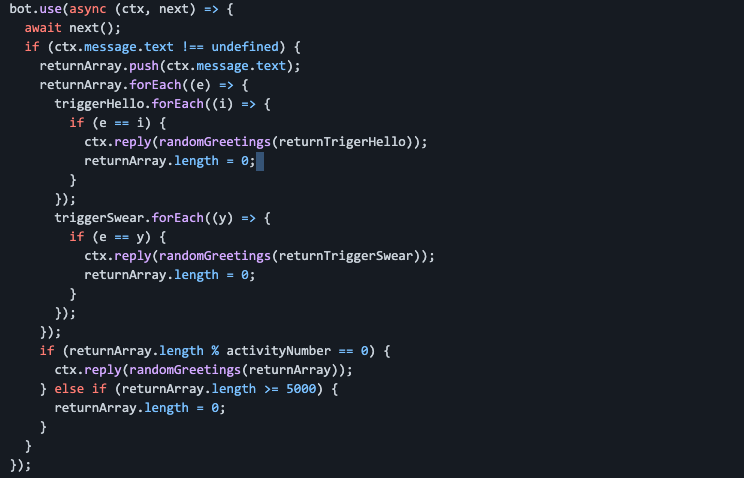 bot.use(async (ctx, next) => {
  await next();
  if (ctx.message.text !== undefined) {
    returnArray.push(ctx.message.text);
    returnArray.forEach((e) => {
      triggerHello.forEach((i) => {
        if (e == i) {
          ctx.reply(randomGreetings(returnTrigerHello));
          returnArray.length = 0;
        }
      });
      triggerSwear.forEach((y) => {
        if (e == y) {
          ctx.reply(randomGreetings(returnTriggerSwear));
          returnArray.length = 0;
        }
      });
    });
    if (returnArray.length % activityNumber == 0) {
      ctx.reply(randomGreetings(returnArray));
    } else if (returnArray.length >= 5000) {
      returnArray.length = 0;
    }
  }
});